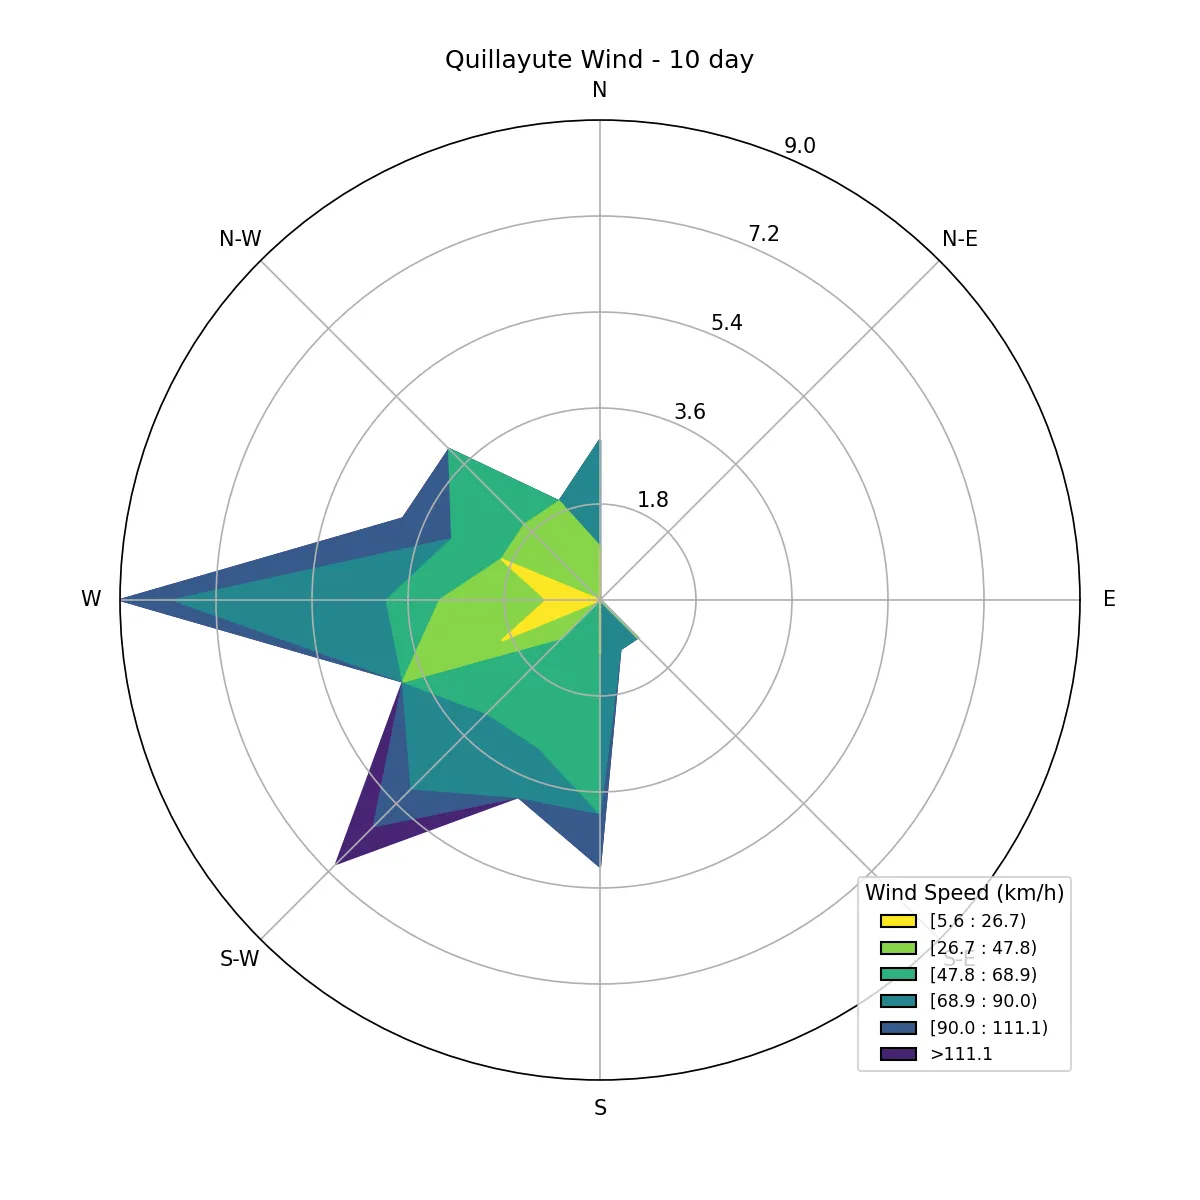 Quillayute Wind - 10 day
N
9.0
N-W
7.2
N-E
5.4
3.6
1.8
W
E
Wind Speed (km/h)
[5.6 : 26.7)
[26.7 : 47.8)
S-W
S-E
[47.8 : 68.9)
[68.9 : 90.0)
[90.0 : 111.1)
>111.1
S